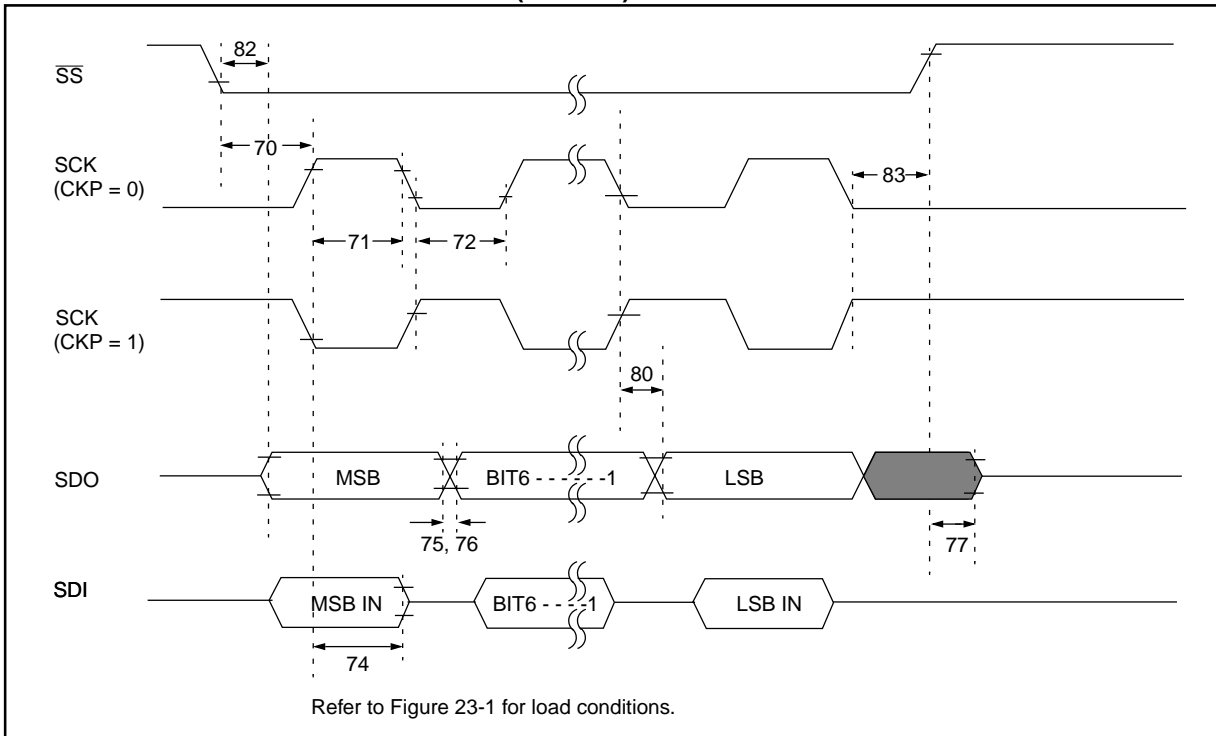 82
SS
70
SCK
(CKP = 0)
83
71
72
SCK
(CKP = 1)
80
SDO
MSB
BIT6 - - - - - -1
LSB
75, 76
77
SDI
MSB IN
BIT6 - - - -1
LSB IN
74
Refer to Figure 23-1 for load conditions.